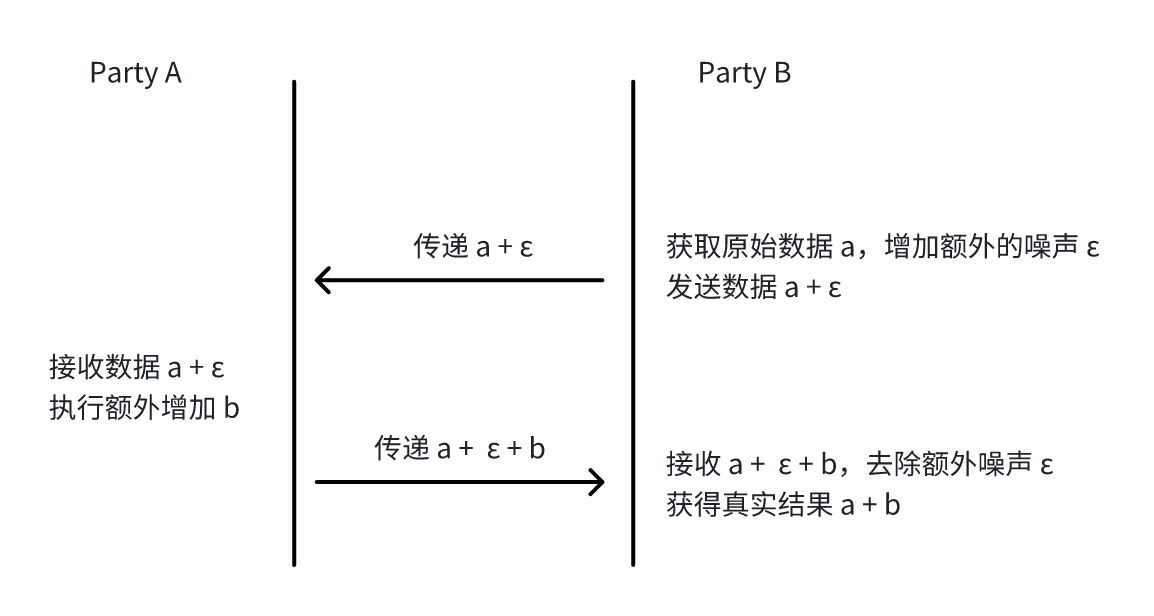 Party A
Party B
传递 a + ε
获取原始数据 a，增加额外的噪声 ε
发送数据 a + ε
接收数据 a + ε
执行额外增加 b
传递 a + ε + b
接收 a + ε + b，去除额外噪声 ε
获得真实结果 a + b